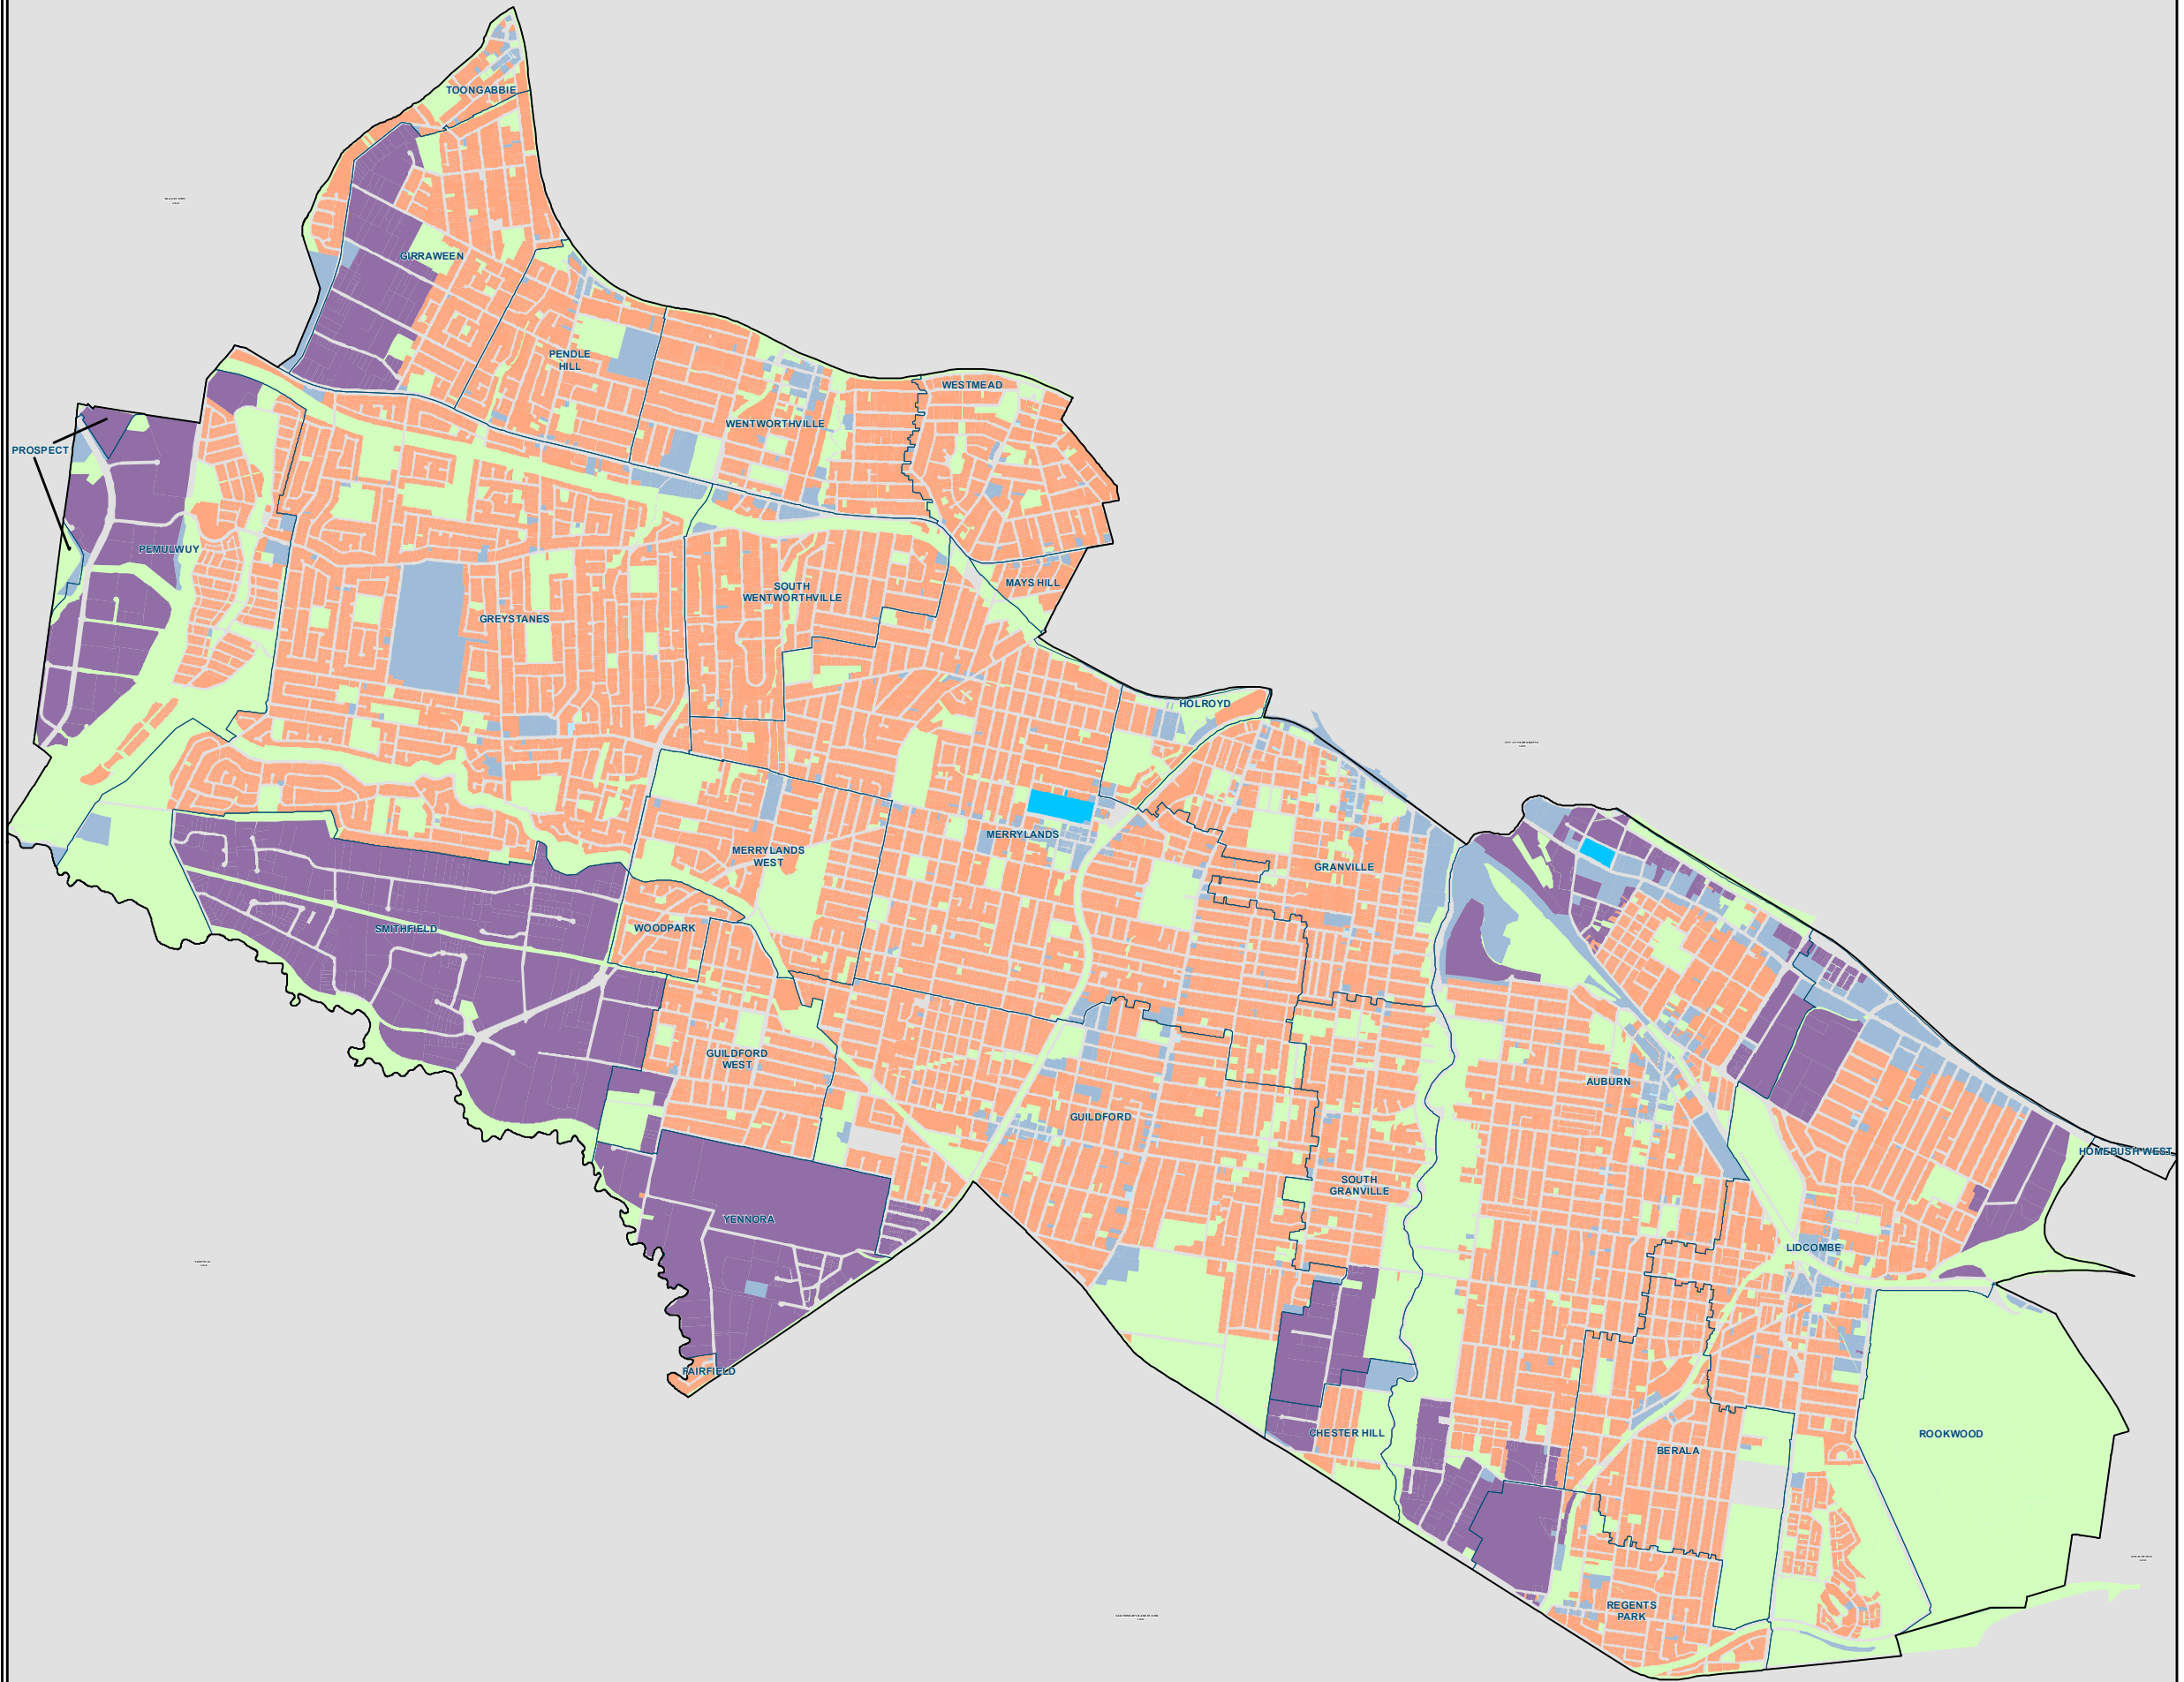 TOONGABBIE
GIRRAWEEN
PENDLE
HILL
WESTMEAD
WENTWORTHVILLE
PROSPECT
PEMULWUY
MAYS HILL
SOUTH
WENTWORTHVILLE
GREYSTANES
HOLROYD
MERRYLANDS
MERRYLANDS
WEST
GRANVILLE
SMITHFIELD
WOODPARK
GUILDFORD
WEST
AUBURN
GUILDFORD
HOMEBUSH WEST
SOUTH
GRANVILLE
YENNORA
LIDCOMBE
FAIRFIELD
CHESTER HILL
ROOKWOOD
BERALA
REGENTS
PARK